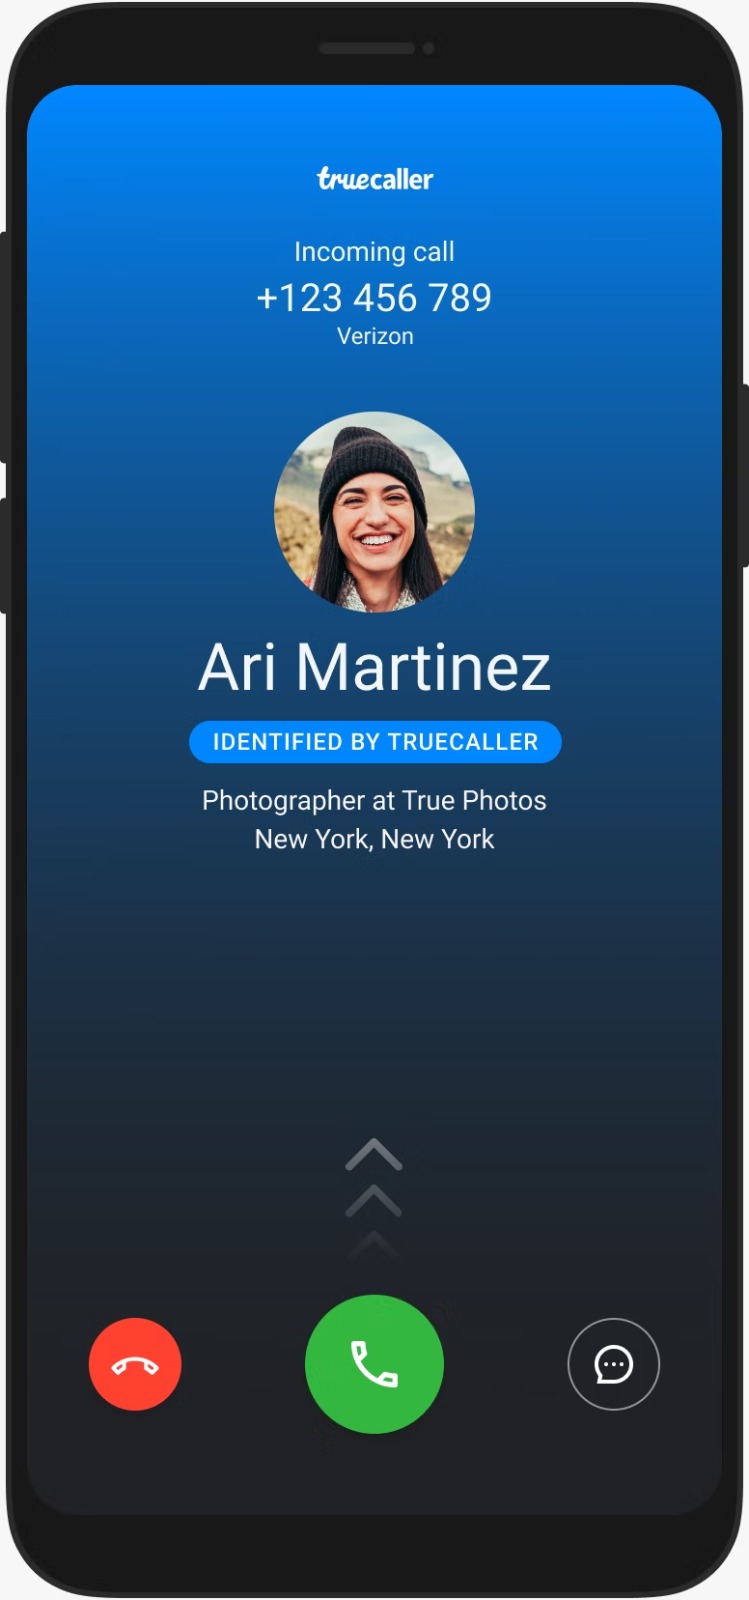 truecaller
Incoming call
+123 456 789
Verizon
Ari Martinez
IDENTIFIED BY TRUECALLER
Photographer at True Photos
New York, New York